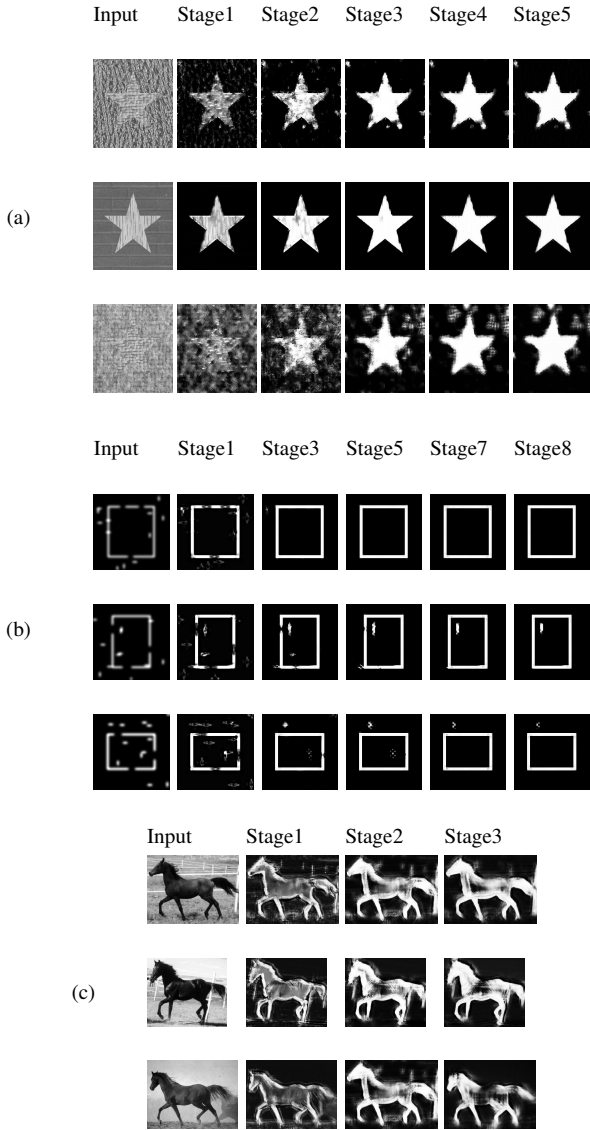 Input Stage1 Stage2 Stage3 Stage4 Stage5
(a)
Input Stage1 Stage3 Stage5 Stage7 Stage8
(b)
Input Stage1 Stage2 Stage3
(c)